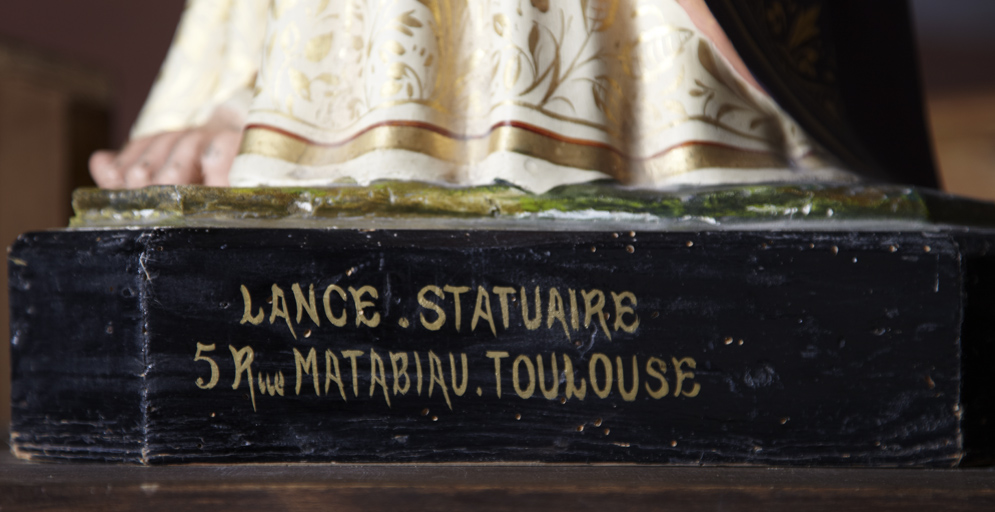 LANCE . STATUAIRE
5 Rue MATABIAU . TOULOUSE